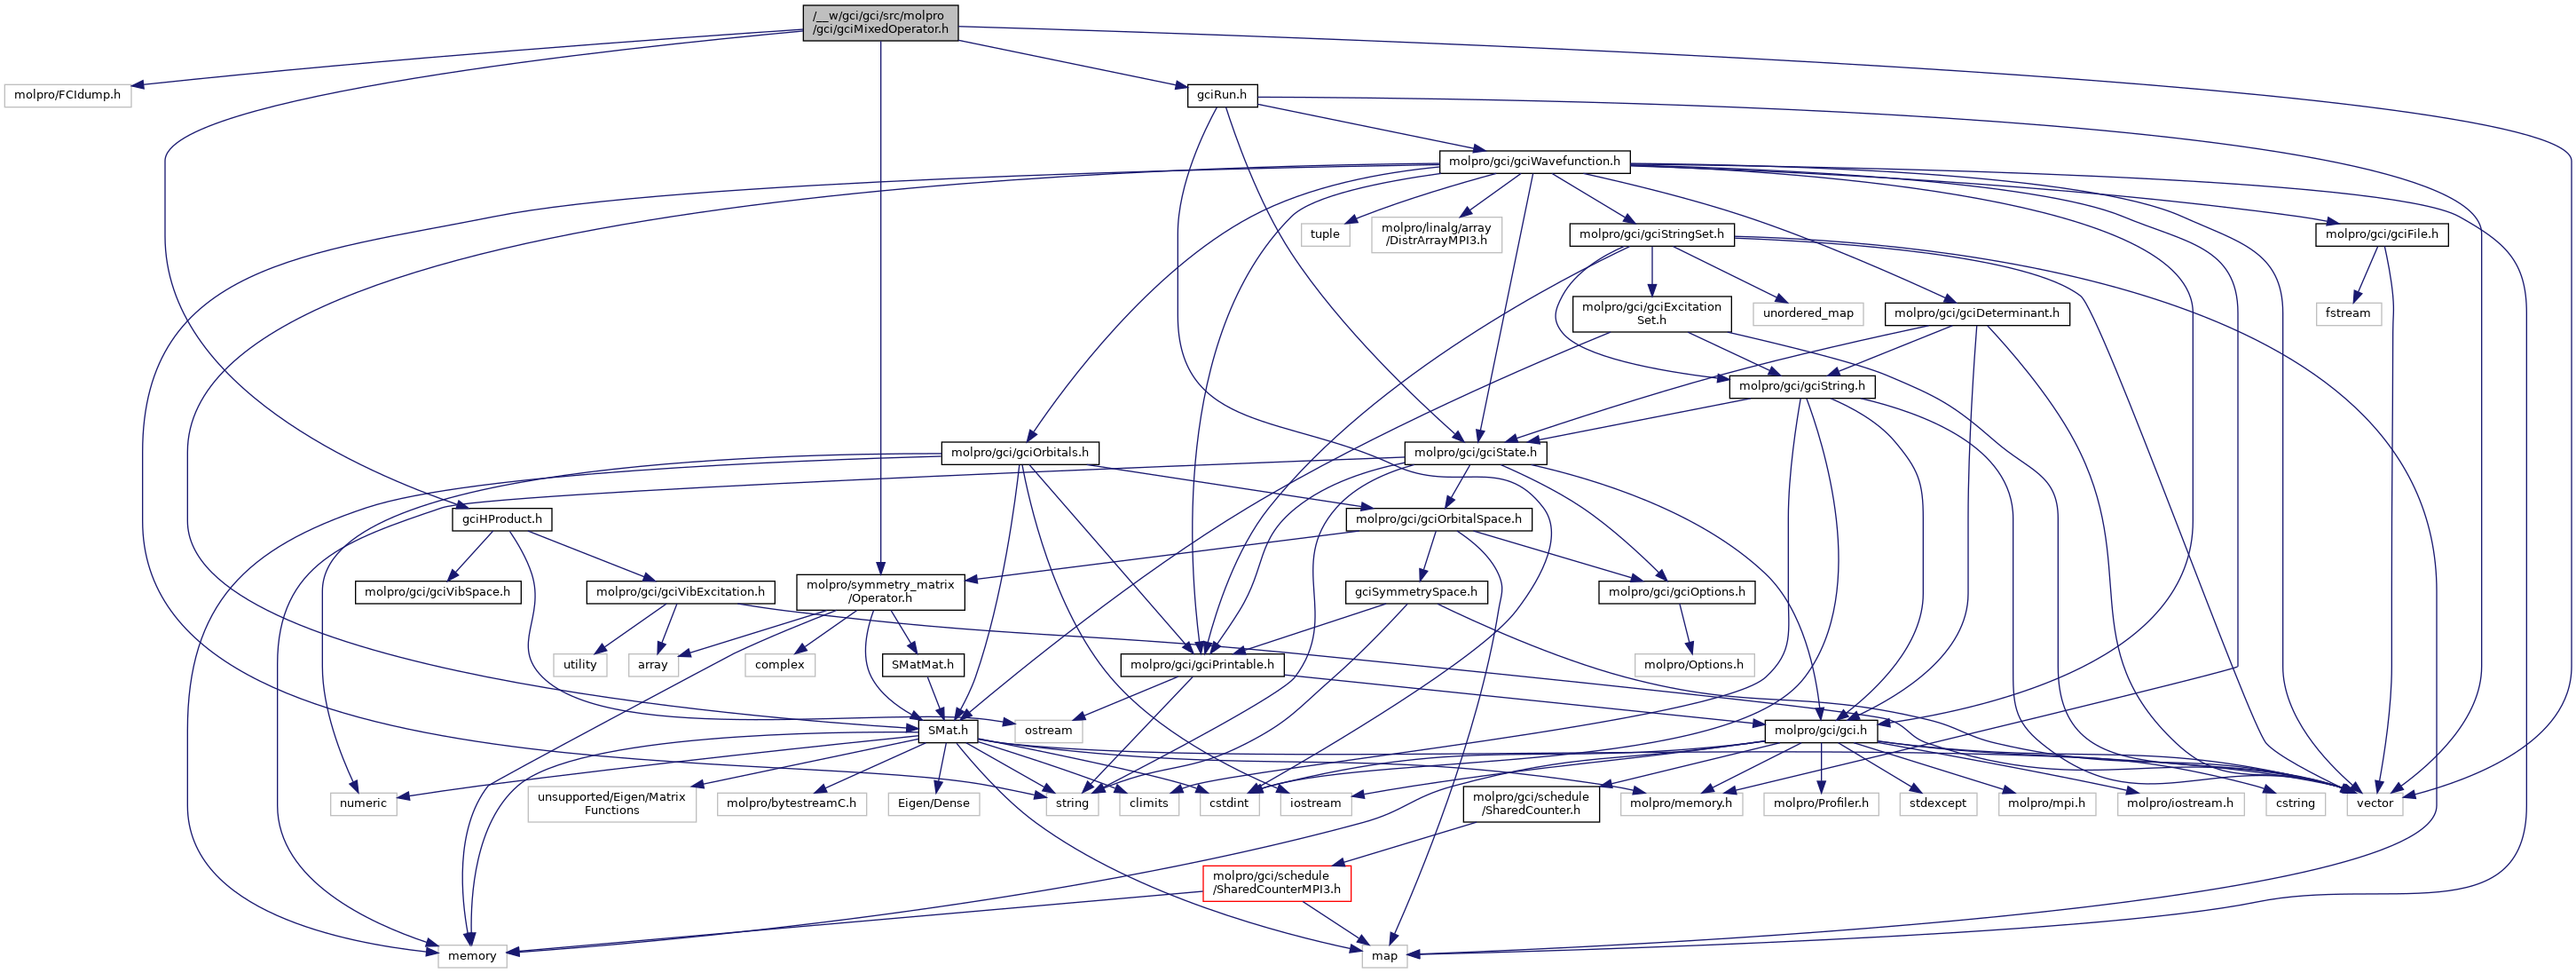 /__w/gci/gci/src/molpro
/gci/gciMixedOperator.h
molpro/FCIdump.h
gciRun.h
molpro/gci/gciWavefunction.h
tuple
molpro/linalg/array
/DistrArrayMPI3.h
molpro/gci/gciStringSet.h
molpro/gci/gciFile.h
molpro/gci/gciExcitation
Set.h
unordered_map
molpro/gci/gciDeterminant.h
fstream
molpro/gci/gciString.h
molpro/gci/gciOrbitals.h
molpro/gci/gciState.h
gciHProduct.h
molpro/gci/gciOrbitalSpace.h
molpro/gci/gciVibSpace.h
molpro/gci/gciVibExcitation.h
molpro/symmetry_matrix
/Operator.h
gciSymmetrySpace.h
molpro/gci/gciOptions.h
utility
array
complex
SMatMat.h
molpro/gci/gciPrintable.h
molpro/Options.h
SMat.h
ostream
molpro/gci/gci.h
numeric
unsupported/Eigen/Matrix
Functions
molpro/bytestreamC.h
Eigen/Dense
string
climits
cstdint
iostream
molpro/gci/schedule
/SharedCounter.h
molpro/memory.h
molpro/Profiler.h
stdexcept
molpro/mpi.h
molpro/iostream.h
cstring
vector
molpro/gci/schedule
/SharedCounterMPI3.h
memory
map